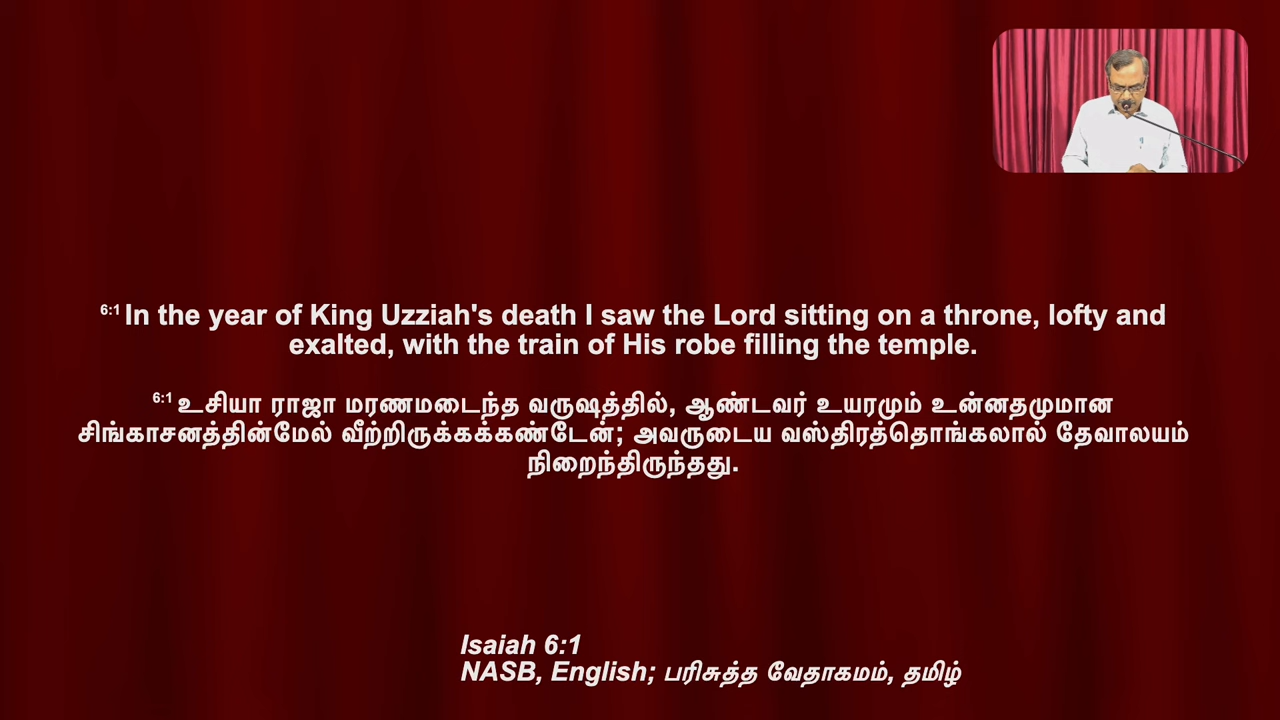 6:1 In the year of King Uzziah's death I saw the Lord sitting on a throne, lofty and
exalted, with the train of His robe filling the temple.
6:1 உசியா ராஜா மரணமடைந்த வருஷத்தில், ஆண்டவர் உயரமும் உன்னதமுமான
சிங்காசனத்தின்மேல் வீற்றிருக்கக்கண்டேன்; அவருடைய வஸ்திரத்தொங்கலால் தேவாலயம்
நிறைந்திருந்தது.
Isaiah 6:1
NASB, English; பரிசுத்த வேதாகமம், தமிழ்